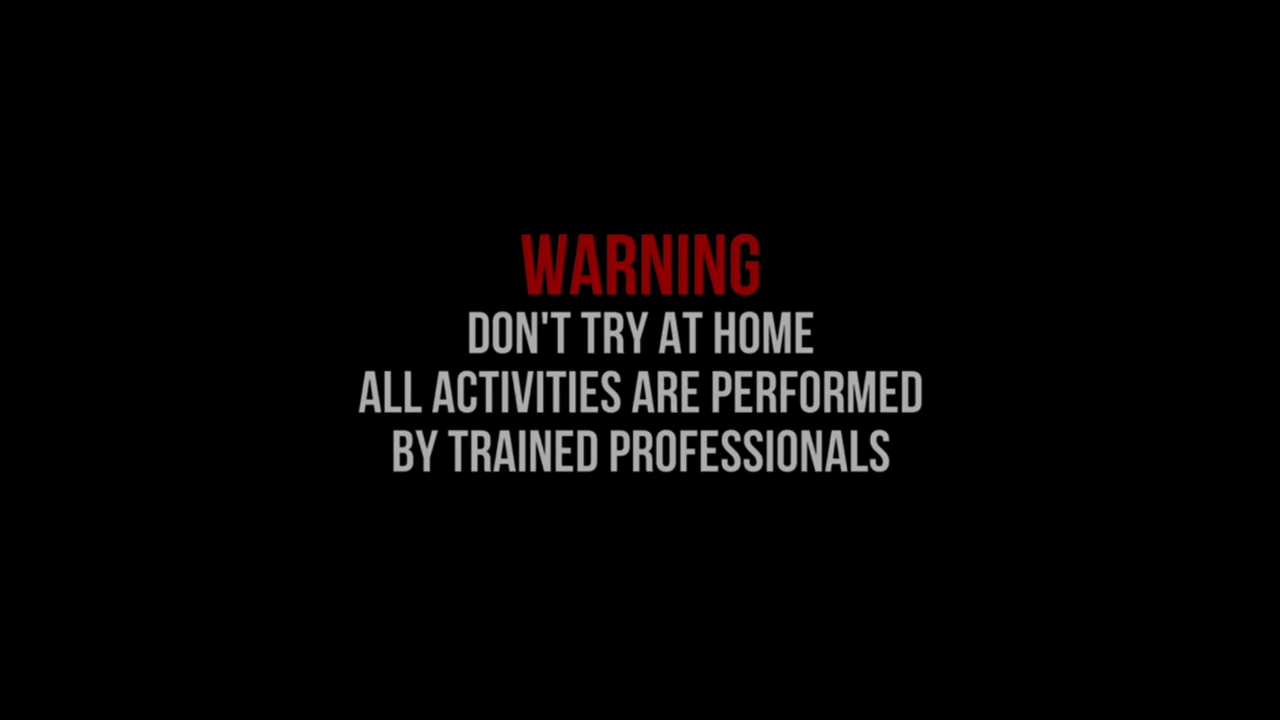 WARNING
DON'T TRY AT HOME
ALL ACTIVITIES ARE PERFORMED
BY TRAINED PROFESSIONALS